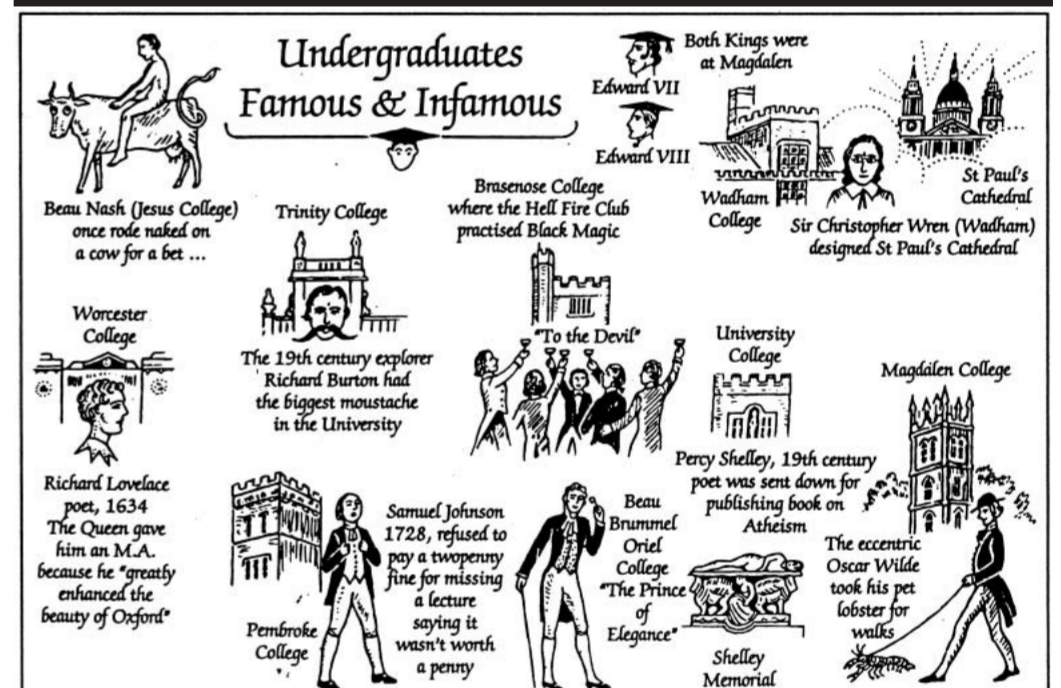 Undergraduates
Famous & Infamous
Edward VII
Both Kings were
at Magdalen
Edward VIII
Beau Nash (Jesus College)
once rode naked on
a cow for a bet ...
Trinity College
The 19th century explorer
Richard Burton had
the biggest moustache
in the University
Brasenose College
where the Hell Fire Club
practised Black Magic
"To the Devil"
Wadham
College
St Paul's
Cathedral
Sir Christopher Wren (Wadham)
designed St Paul's Cathedral
Worcester
College
Richard Lovelace
poet, 1634
The Queen gave
him an M.A.
because he "greatly
enhanced the
beauty of Oxford"
Pembroke
College
Samuel Johnson
1728, refused to
pay a twopenny
fine for missing
a lecture
saying it
wasn't worth
a penny
Beau
Brummel
Oriel
College
"The Prince
of
Elegance"
University
College
Percy Shelley, 19th century
poet was sent down for
publishing book on
Atheism
Shelley
Memorial
Magdalen College
The eccentric
Oscar Wilde
took his pet
lobster for
walks